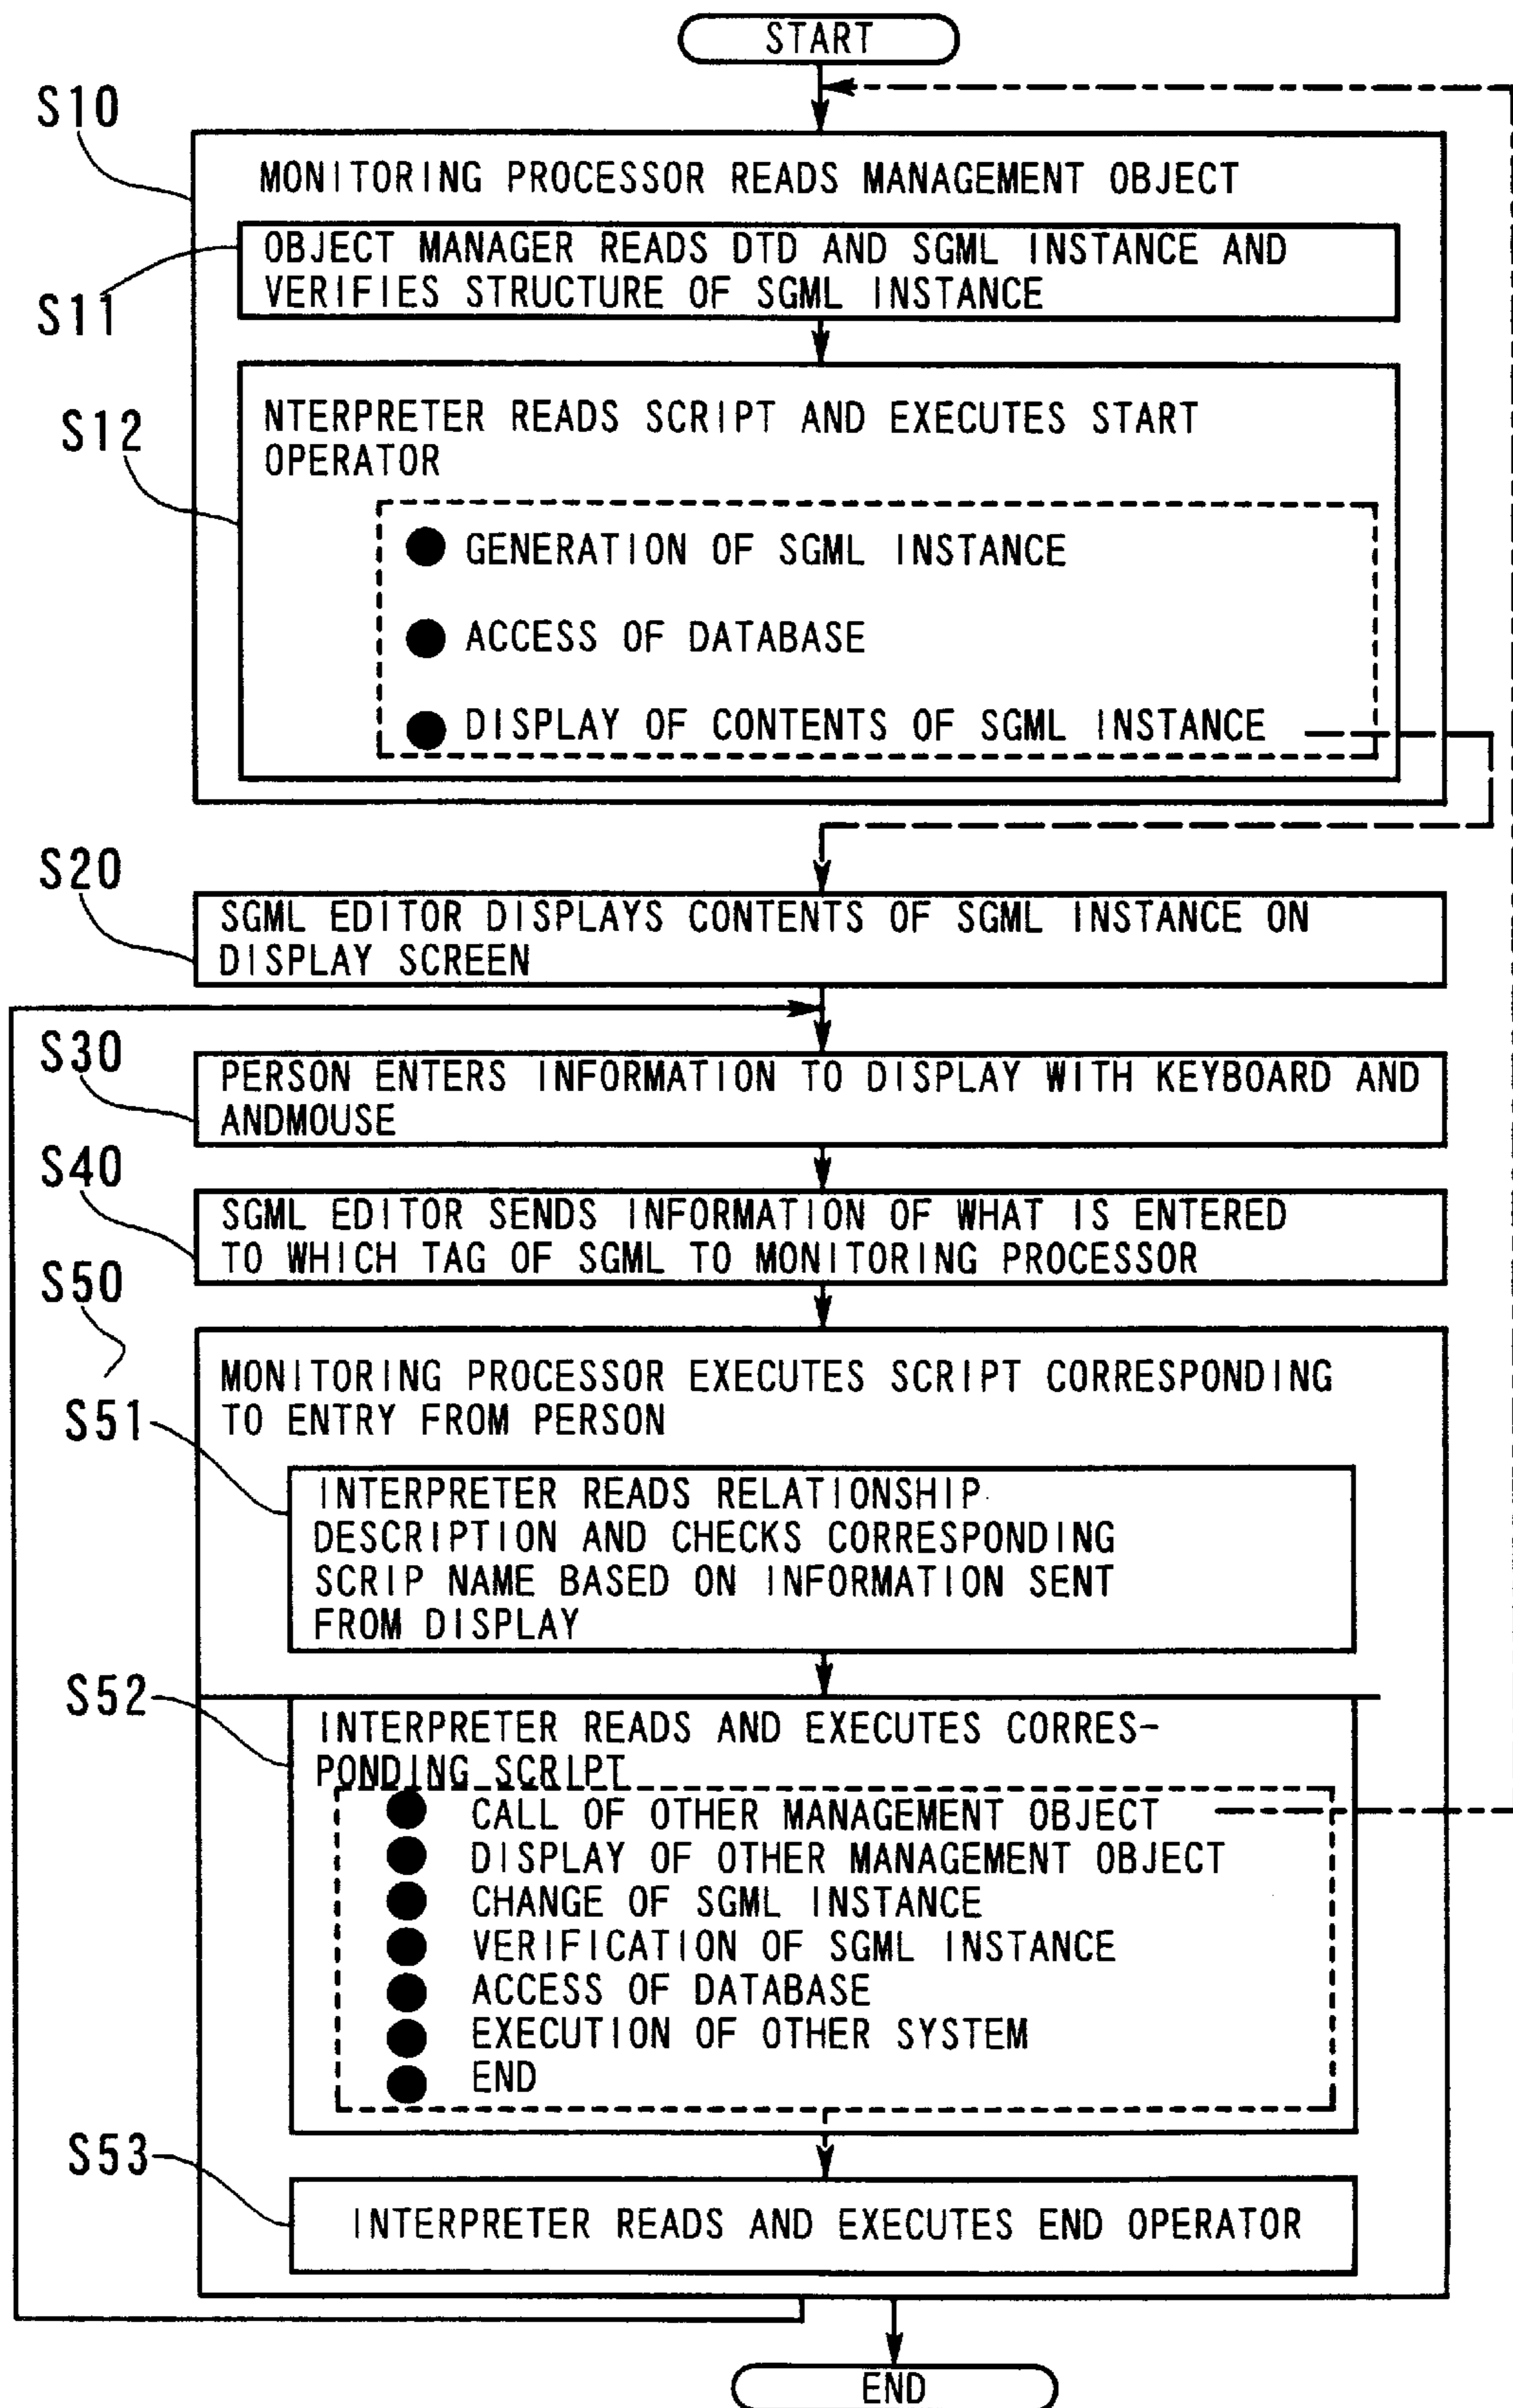 START
S10
MONITORING PROCESSOR READS MANAGEMENT OBJECT
S11
OBJECT MANAGER READS DTD AND SGML INSTANCE AND
VERIFIES STRUCTURE OF SGML INSTANCE
S12
NTERPRETER READS SCRIPT AND EXECUTES START
OPERATOR
● GENERATION OF SGML INSTANCE
● ACCESS OF DATABASE
● DISPLAY OF CONTENTS OF SGML INSTANCE
S20
SGML EDITOR DISPLAYS CONTENTS OF SGML INSTANCE ON
DISPLAY SCREEN
S30
PERSON ENTERS INFORMATION TO DISPLAY WITH KEYBOARD AND
ANDMOUSE
S40
SGML EDITOR SENDS INFORMATION OF WHAT IS ENTERED
TO WHICH TAG OF SGML TO MONITORING PROCESSOR
S50
MONITORING PROCESSOR EXECUTES SCRIPT CORRESPONDING
TO ENTRY FROM PERSON
S51
INTERPRETER READS RELATIONSHIP
DESCRIPTION AND CHECKS CORRESPONDING
SCRIP NAME BASED ON INFORMATION SENT
FROM DISPLAY
S52
INTERPRETER READS AND EXECUTES CORRES-
PONDING SCRIPT
● CALL OF OTHER MANAGEMENT OBJECT
● DISPLAY OF OTHER MANAGEMENT OBJECT
● CHANGE OF SGML INSTANCE
● VERIFICATION OF SGML INSTANCE
● ACCESS OF DATABASE
● EXECUTION OF OTHER SYSTEM
● END
S53
INTERPRETER READS AND EXECUTES END OPERATOR
END